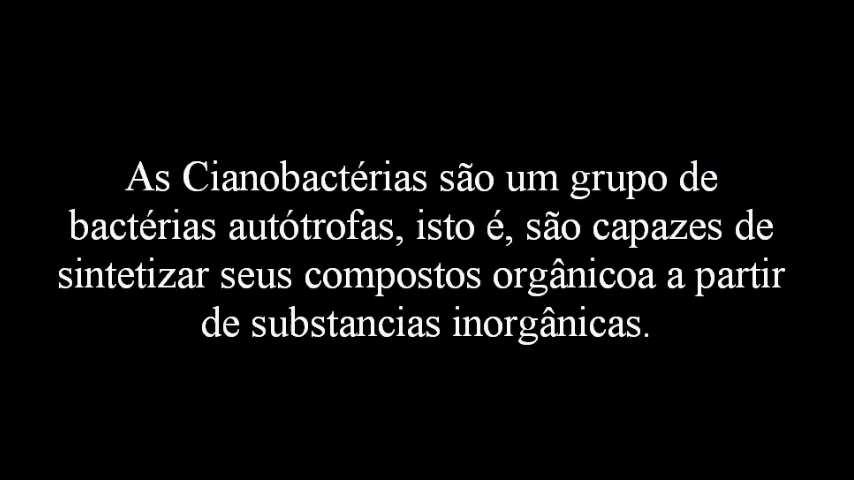 As Cianobactérias são um grupo de
bactérias autótrofas, isto é, são capazes de
sintetizar seus compostos orgânicoa a partir
de substancias inorgânicas.